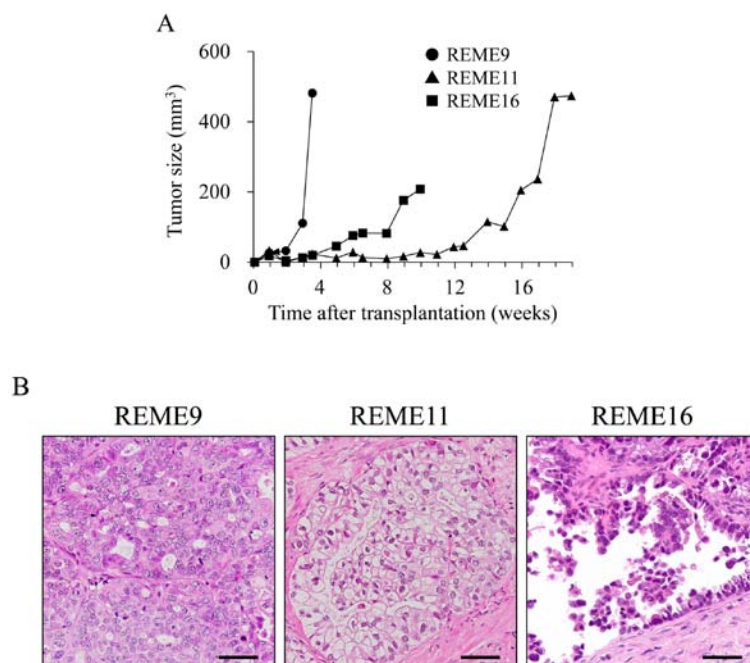 A
600
400
200
0
Tumor size (mm³)
REME9
REME11
REME16
0 4 8 12 16
Time after transplantation (weeks)
B
REME9 REME11 REME16